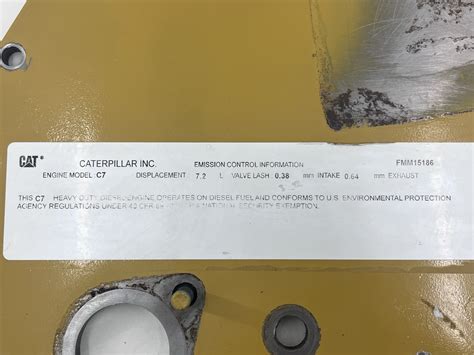 CAT® CATERPILLAR INC. EMISSION CONTROL INFORMATION FMM15186
ENGINE MODEL: C7 DISPLACEMENT 7.2 L VALVE LASH 0.38 mm INTAKE 0.64 mm EXHAUST
THIS C7 HEAVY DUTY DIESEL ENGINE OPERATES ON DIESEL FUEL AND CONFORMS TO U.S. ENVIRONMENTAL PROTECTION
AGENCY REGULATIONS UNDER 40 CFR NATIONAL SECURITY EXEMPTION.